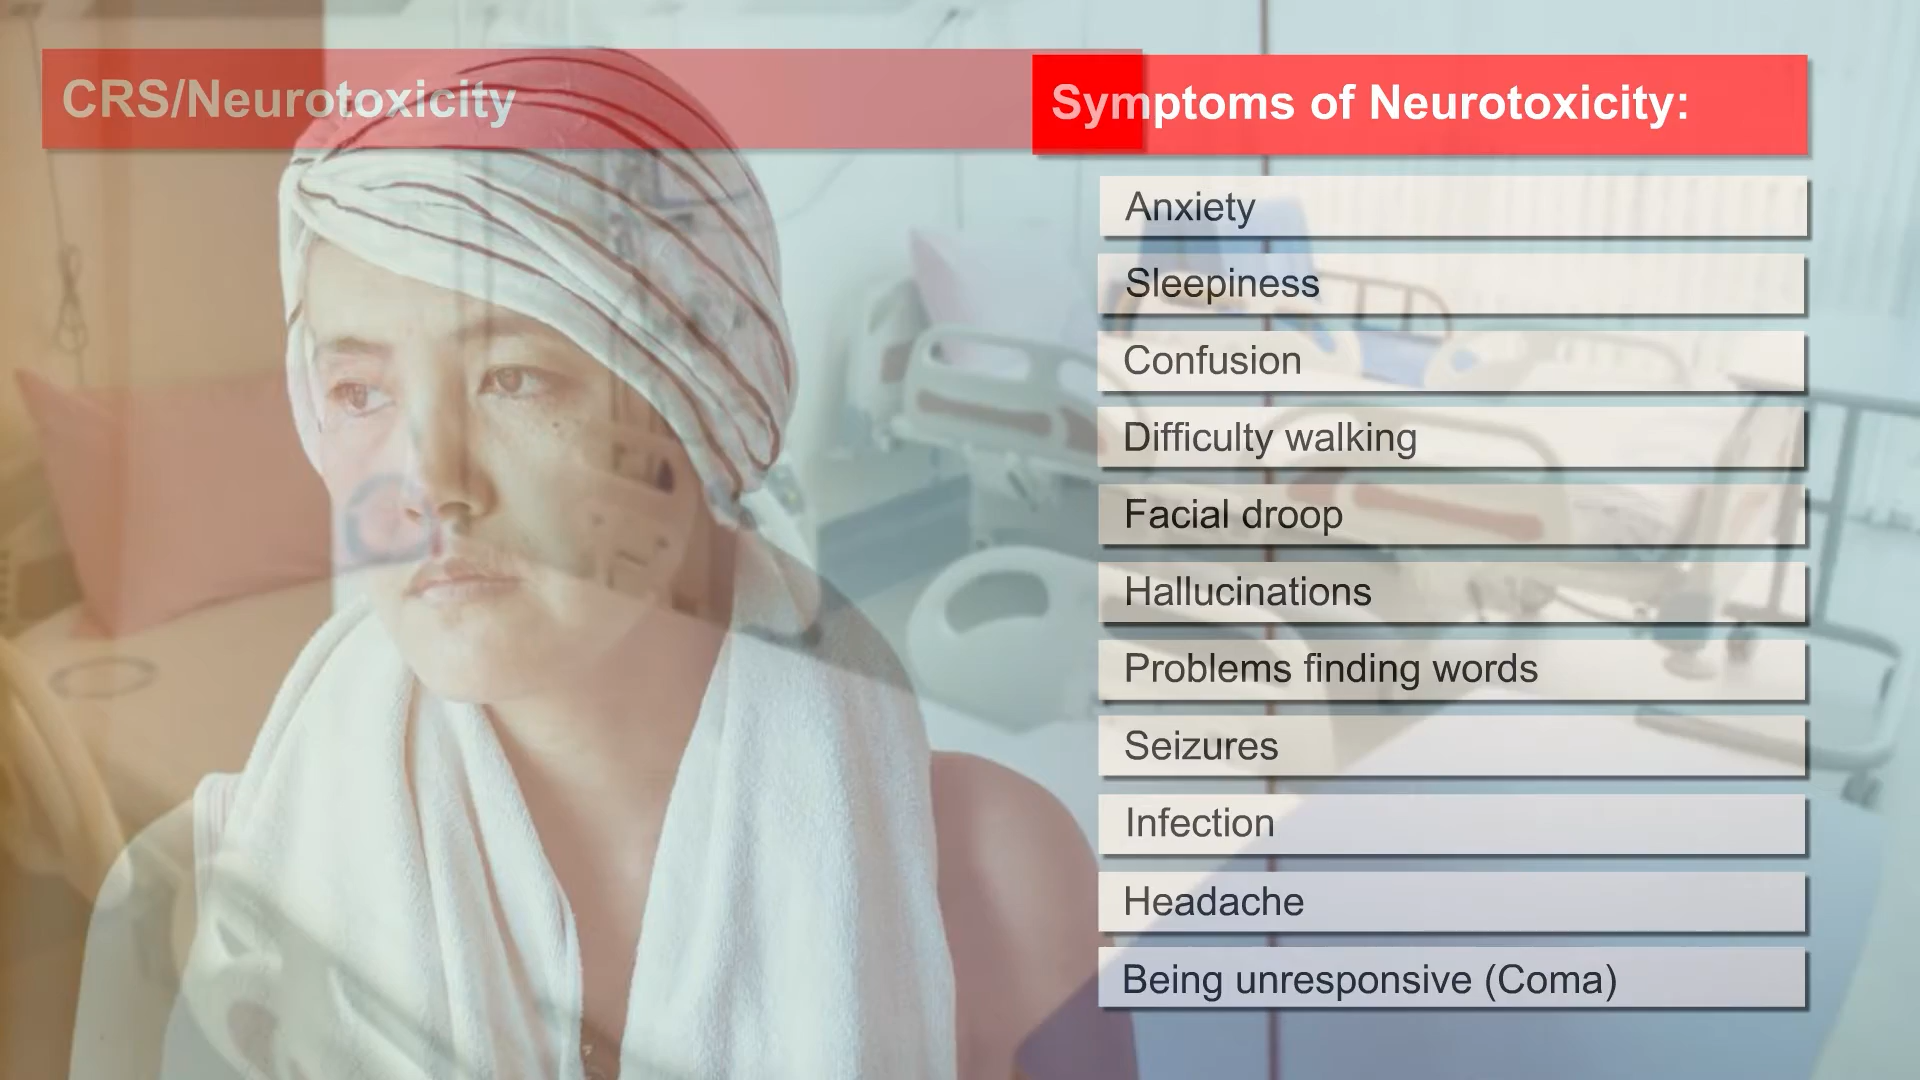 CRS/Neurotoxicity
Symptoms of Neurotoxicity:
Anxiety
Sleepiness
Confusion
Difficulty walking
Facial droop
Hallucinations
Problems finding words
Seizures
Infection
Headache
Being unresponsive (Coma)